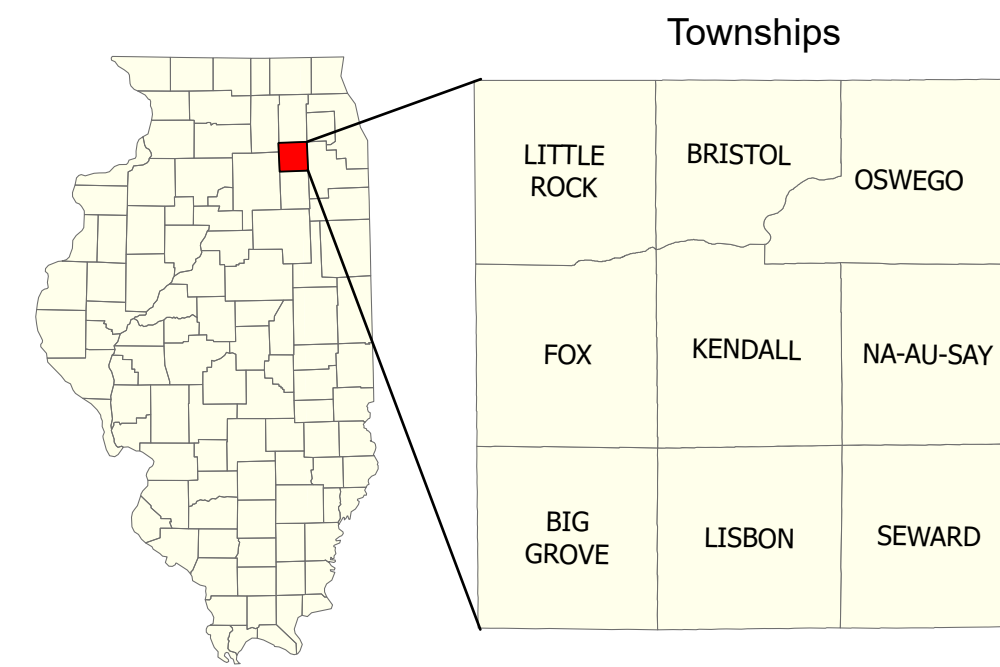 Townships
LITTLE
ROCK
BRISTOL
OSWEGO
FOX
KENDALL
NA-AU-SAY
BIG
GROVE
LISBON
SEWARD